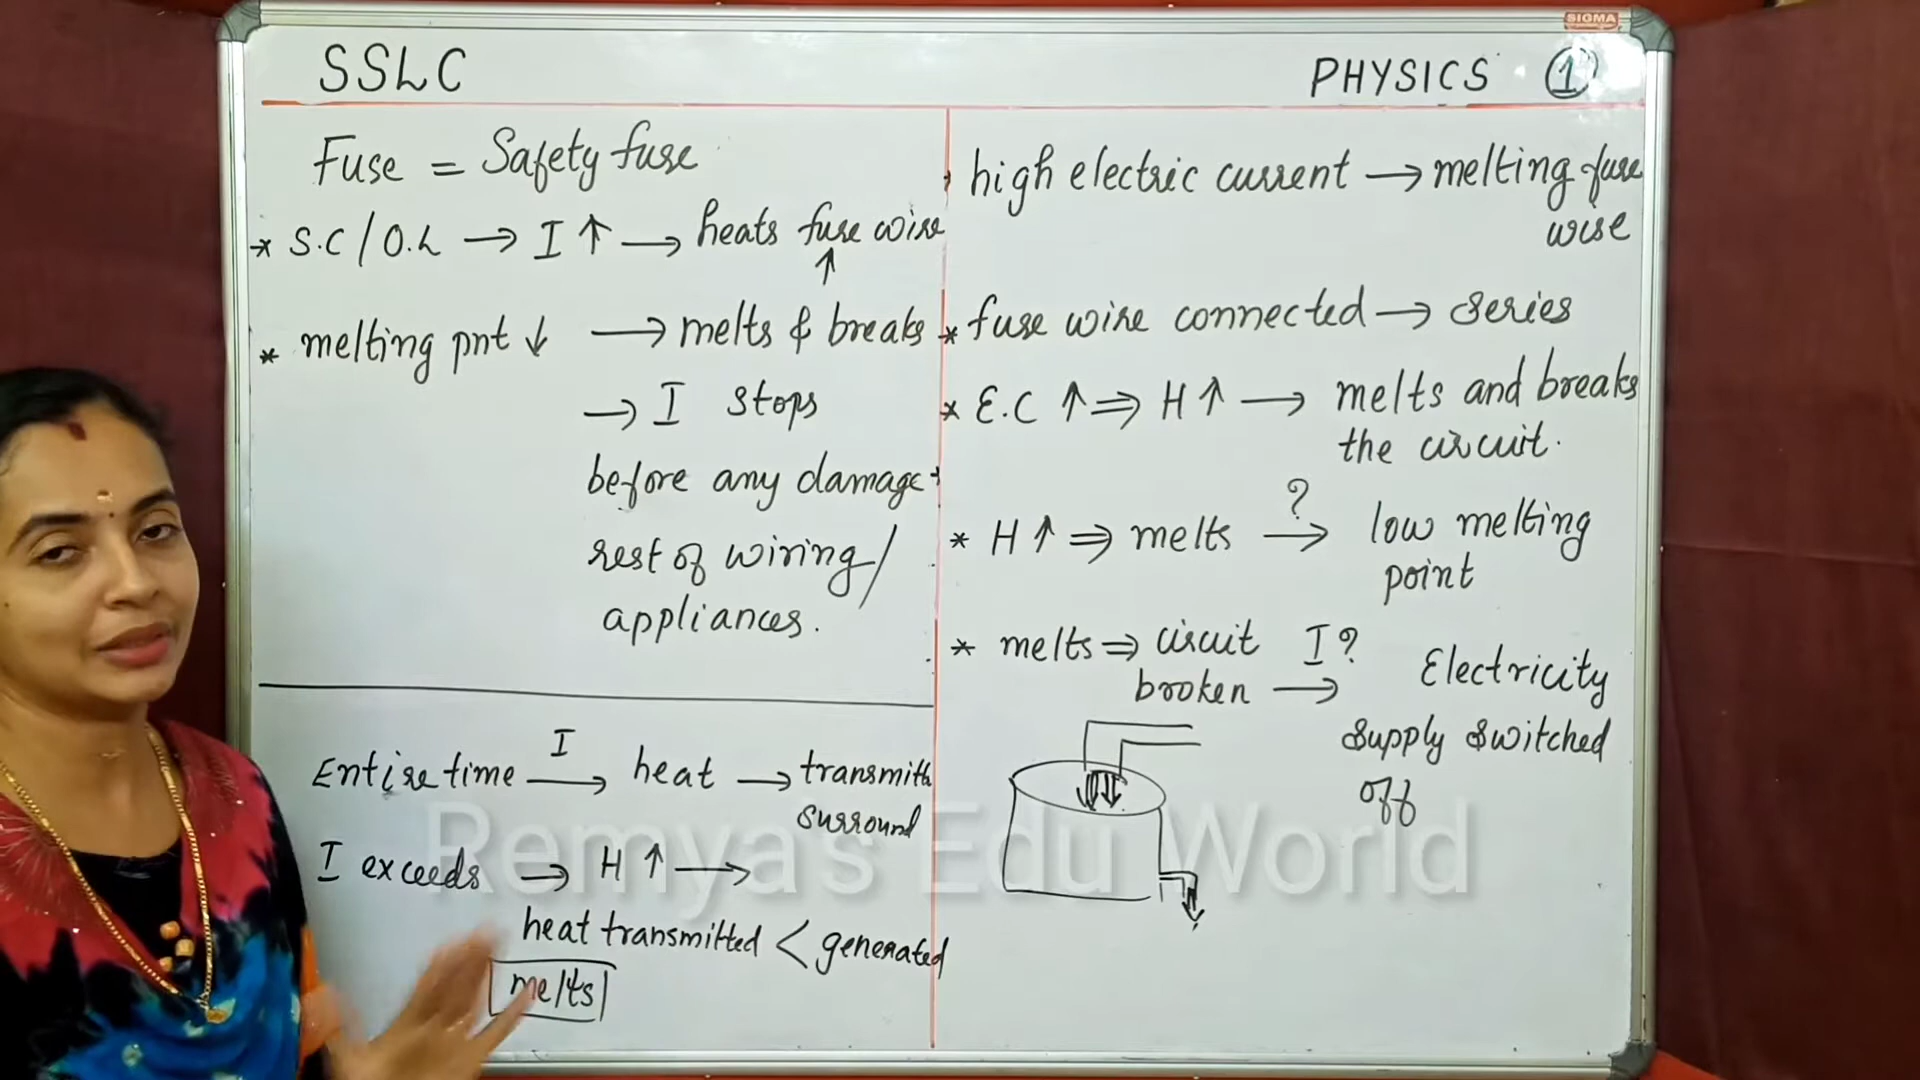 SIGMA
SSLC
PHYSICS 1
Fuse = Safety fuse
* S.C / O.L → I ↑ → heats fuse wire
↑
* melting pnt ↓ → melts & breaks
→ I stops
before any damage
rest of wiring /
appliances.
Entire time I → heat → transmitt
surround
I exceeds → H ↑ →
heat transmitted < generated
melts
high electric current → melting fuse
wire
* fuse wire connected → Series
* E.C ↑ ⇒ H ↑ → melts and breaks
the circuit.
* H ↑ ⇒ melts ? → low melting
point
* melts ⇒ circuit I ? Electricity
broken →
Supply Switched
off
Remya's Edu World